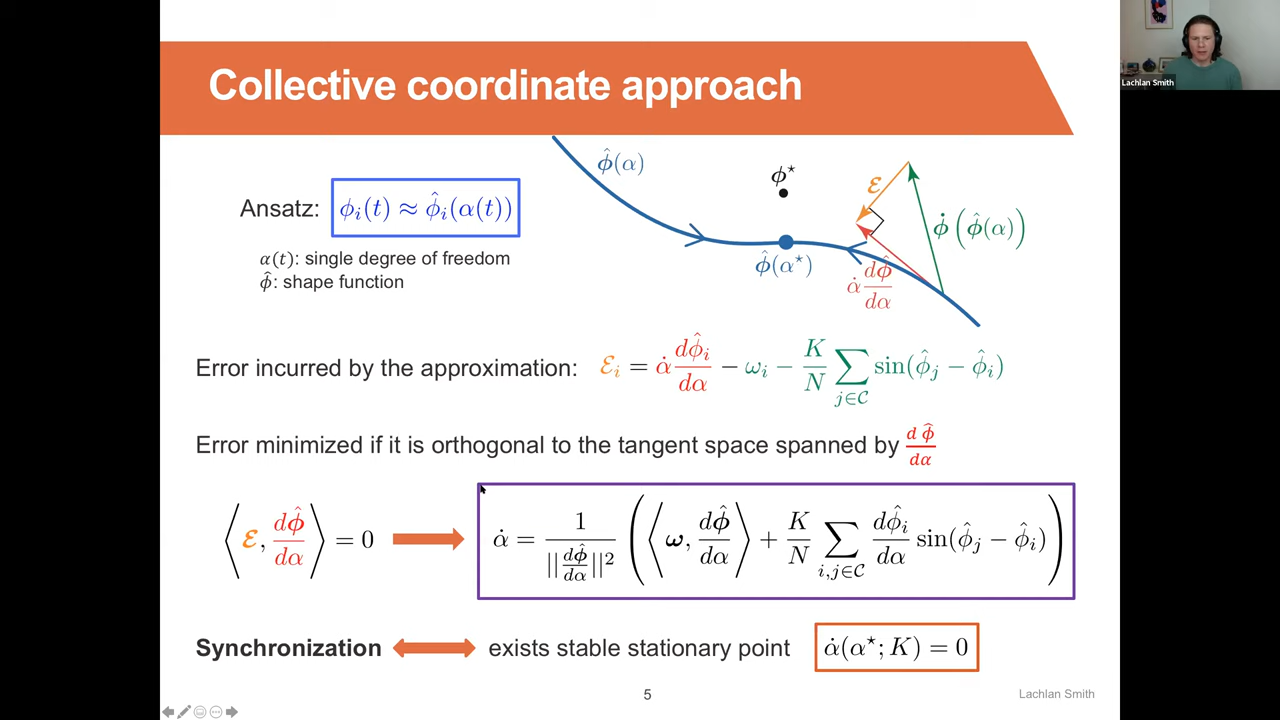 Collective coordinate approach
Lachlan Smith
Ansatz: ϕ_i(t) ≈ ϕ̂_i(α(t))
α(t): single degree of freedom
ϕ̂: shape function
ϕ̂(α)
ϕ⋆
ℰ
ϕ̇(ϕ̂(α))
ϕ̂(α⋆)
α̇ dϕ̂/dα
Error incurred by the approximation: ℰ_i = α̇ dϕ̂_i/dα − ω_i − K/N ∑_{j∈𝒞} sin(ϕ̂_j − ϕ̂_i)
Error minimized if it is orthogonal to the tangent space spanned by d ϕ̂/dα
⟨ℰ, dϕ̂/dα⟩ = 0
α̇ = 1/||dϕ̂/dα||² (⟨ω, dϕ̂/dα⟩ + K/N ∑_{i,j∈𝒞} dϕ̂_i/dα sin(ϕ̂_j − ϕ̂_i))
Synchronization exists stable stationary point α̇(α⋆; K) = 0
5
Lachlan Smith